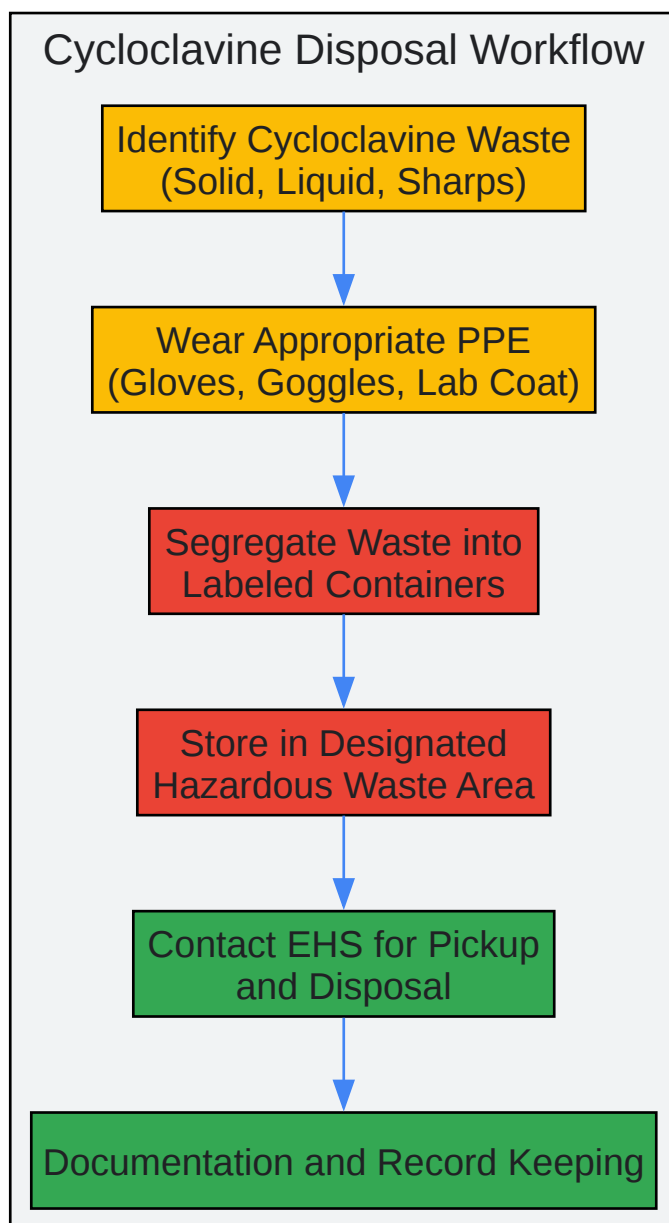 Cycloclavine Disposal Workflow
Identify Cycloclavine Waste
(Solid, Liquid, Sharps)
Wear Appropriate PPE
(Gloves, Goggles, Lab Coat)
Segregate Waste into
Labeled Containers
Store in Designated
Hazardous Waste Area
Contact EHS for Pickup
and Disposal
Documentation and Record Keeping